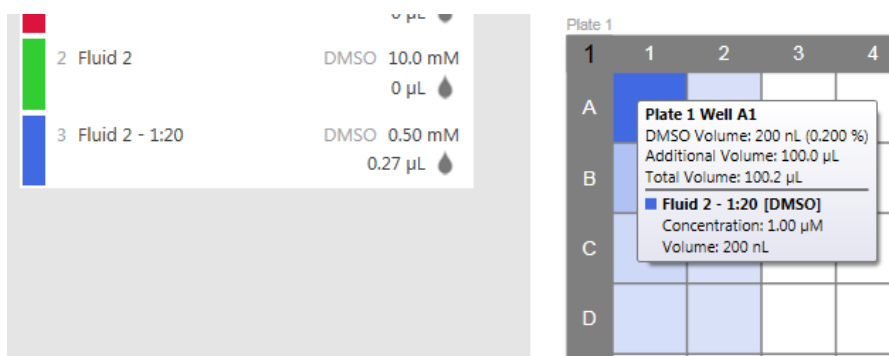 0 µL
2 Fluid 2 DMSO 10.0 mM
0 µL
3 Fluid 2 - 1:20 DMSO 0.50 mM
0.27 µL
Plate 1
1 1 2 3 4
A
B
C
D
Plate 1 Well A1
DMSO Volume: 200 nL (0.200 %)
Additional Volume: 100.0 µL
Total Volume: 100.2 µL
Fluid 2 - 1:20 [DMSO]
Concentration: 1.00 µM
Volume: 200 nL